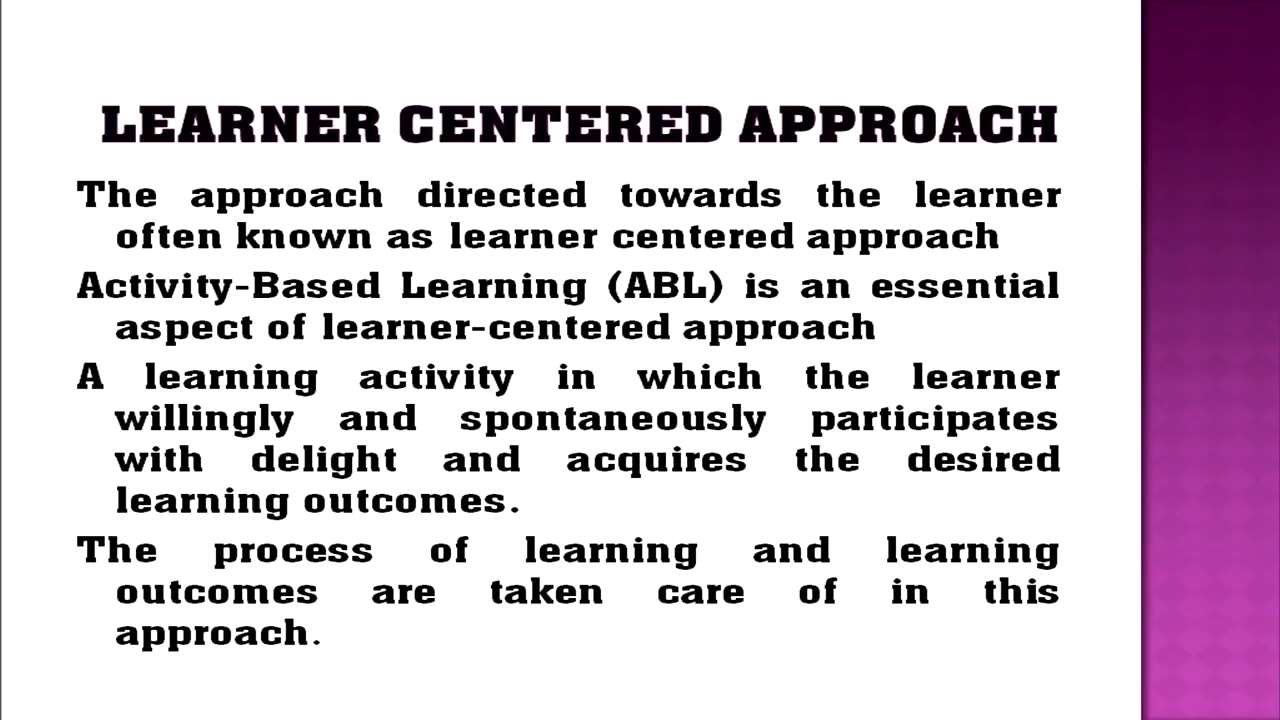 LEARNER CENTERED APPROACH
The approach directed towards the learner
often known as learner centered approach
Activity-Based Learning (ABL) is an essential
aspect of learner-centered approach
A learning activity in which the learner
willingly and spontaneously participates
with delight and acquires the desired
learning outcomes.
The process of learning and learning
outcomes are taken care of in this
approach.